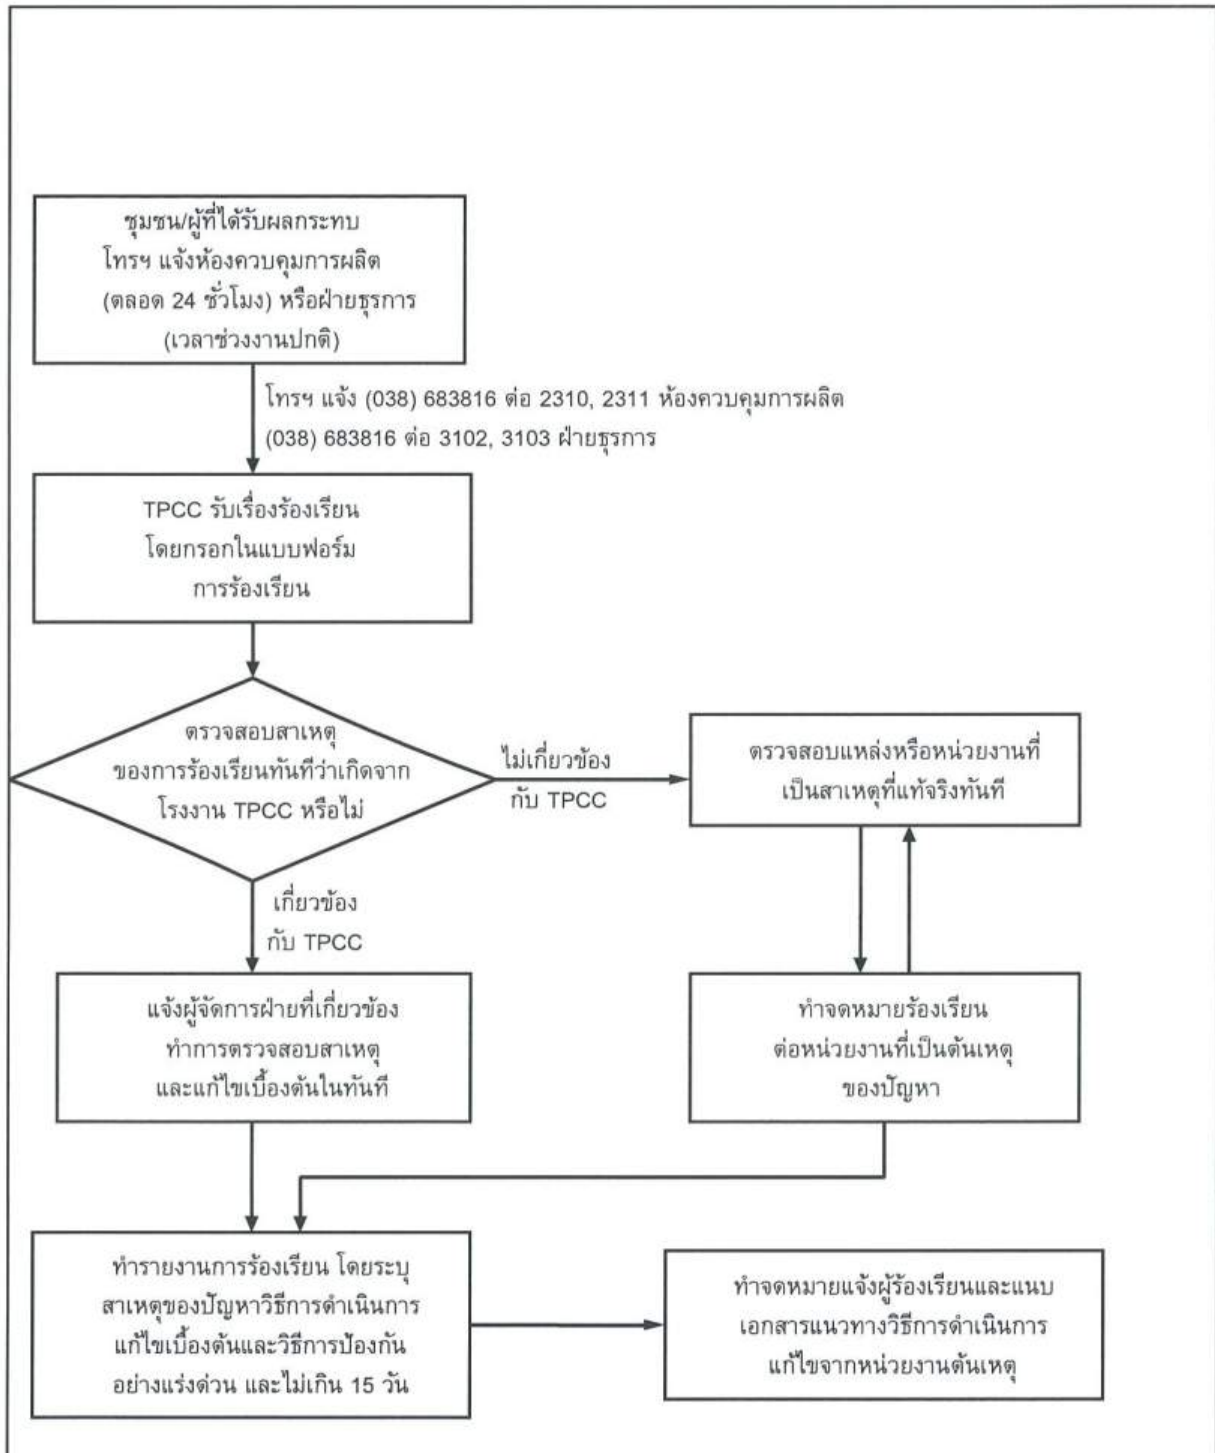 ชุมชน/ผู้ที่ได้รับผลกระทบ
โทรฯ แจ้งห้องควบคุมการผลิต
(ตลอด 24 ชั่วโมง) หรือฝ่ายธุรการ
(เวลาช่วงงานปกติ)
โทรฯ แจ้ง (038) 683816 ต่อ 2310, 2311 ห้องควบคุมการผลิต
(038) 683816 ต่อ 3102, 3103 ฝ่ายธุรการ
TPCC รับเรื่องร้องเรียน
โดยกรอกในแบบฟอร์ม
การร้องเรียน
ตรวจสอบสาเหตุ
ของการร้องเรียนทันทีว่าเกิดจาก
โรงงาน TPCC หรือไม่
ไม่เกี่ยวข้อง
กับ TPCC
ตรวจสอบแหล่งหรือหน่วยงานที่
เป็นสาเหตุที่แท้จริงทันที
เกี่ยวข้อง
กับ TPCC
แจ้งผู้จัดการฝ่ายที่เกี่ยวข้อง
ทำการตรวจสอบสาเหตุ
และแก้ไขเบื้องต้นในทันที
ทำจดหมายร้องเรียน
ต่อหน่วยงานที่เป็นต้นเหตุ
ของปัญหา
ทำรายงานการร้องเรียน โดยระบุ
สาเหตุของปัญหาวิธีการดำเนินการ
แก้ไขเบื้องต้นและวิธีการป้องกัน
อย่างเร่งด่วน และไม่เกิน 15 วัน
ทำจดหมายแจ้งผู้ร้องเรียนและแนบ
เอกสารแนวทางวิธีการดำเนินการ
แก้ไขจากหน่วยงานต้นเหตุ